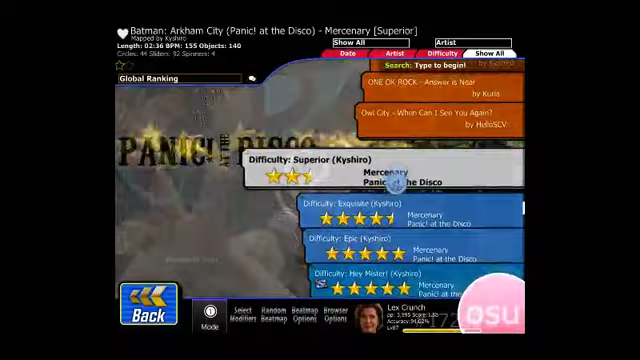 Batman: Arkham City (Panic! at the Disco) - Mercenary [Superior]
Mapped by Kyshiro
Length: 02:36 BPM: 155 Objects: 140
Circles: 44 Sliders: 92 Spinners: 4
Show All
Artist
Date
Artist
Difficulty
Show All
Global Ranking
Search: Type to begin!
ONE OK ROCK - Answer is Near
by Kuria
Owl City - When Can I See You Again?
by HelloSCV
PANIC! AT THE DISCO
Difficulty: Superior (Kyshiro)
Mercenary
Panic! at the Disco
Difficulty: Exquisite (Kyshiro)
Mercenary
Panic! at the Disco
Difficulty: Epic (Kyshiro)
Mercenary
Panic! at the Disco
Difficulty: Hey Mister! (Kyshiro)
Mercenary
Panic! at the Disco
Back
Mode
Select Modifiers
Random Beatmap
Beatmap Options
Browser Options
Lex Crunch
Lv87
osu